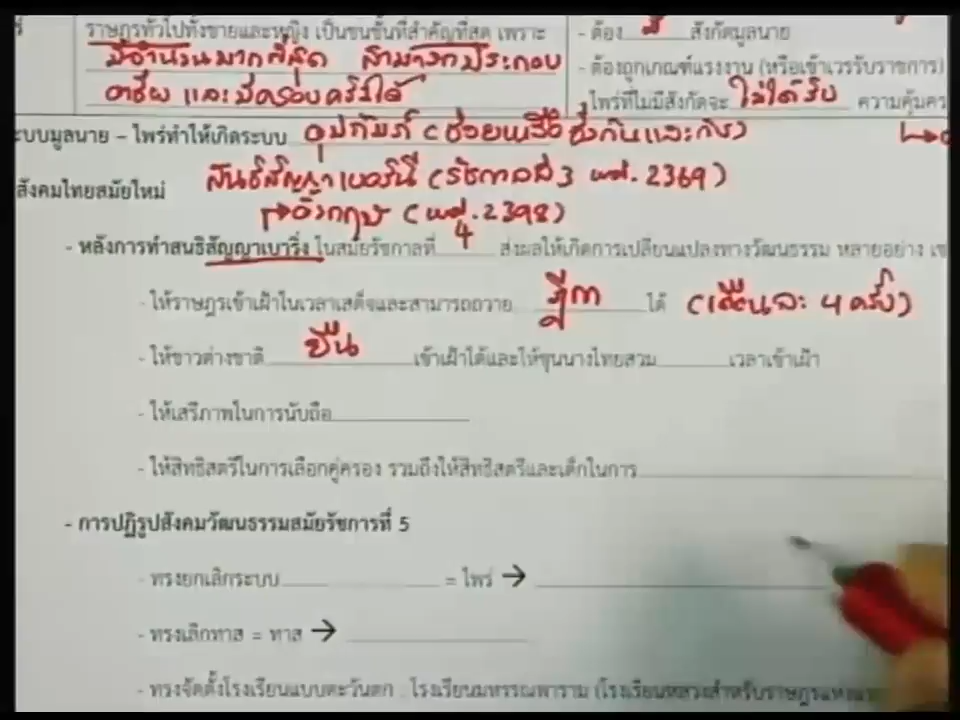 ราษฎรทั่วไปทั้งชายและหญิง เป็นชนชั้นที่สำคัญที่สุด เพราะ
มีจำนวนมากที่สุด สามารถประกอบ
อาชีพ และมีครอบครัวได้
- ต้อง สังกัดมูลนาย
- ต้องถูกเกณฑ์แรงงาน (หรือเข้าเวรรับราชการ)
ไพร่ที่ไม่มีสังกัดจะ ไม่ได้รับ ความคุ้มคร
ระบบมูลนาย – ไพร่ทำให้เกิดระบบ อุปถัมภ์ (ช่อยเหลือซึ่งกันและกัน)
สังคมไทยสมัยใหม่ สันธิสัญญาเบอร์นี (รัชกาลที่ 3 พศ. 2369)
→ อังกฤษ (พศ. 2398)
- หลังการทำสนธิสัญญาเบาริ่ง ในสมัยรัชกาลที่ 4 ส่งผลให้เกิดการเปลี่ยนแปลงทางวัฒนธรรม หลายอย่าง เช
- ให้ราษฎรเข้าเฝ้าในเวลาเสด็จและสามารถถวาย ฎีกา ได้ (เดือนละ 4 ครั้ง)
- ให้ชาวต่างชาติ ยืน เข้าเฝ้าได้และให้ขุนนางไทยสวม เวลาเข้าเฝ้า
- ให้เสรีภาพในการนับถือ
- ให้สิทธิสตรีในการเลือกคู่ครอง รวมถึงให้สิทธิสตรีและเด็กในการ
- การปฏิรูปสังคมวัฒนธรรมสมัยรัชการที่ 5
- ทรงยกเลิกระบบ = ไพร่ →
- ทรงเลิกทาส = ทาส →
- ทรงจัดตั้งโรงเรียนแบบตะวันตก : โรงเรียนมหรรณพาราม (โรงเรียนหลวงสำหรับราษฎรแห่งแ